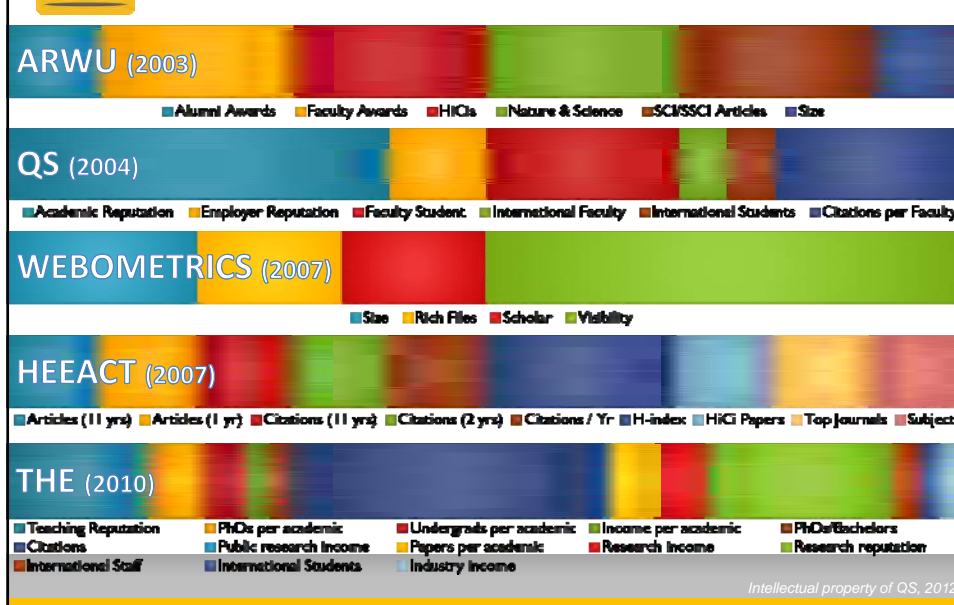 ARWU (2003)
Alumni Awards Faculty Awards HiCis Nature & Science SCI/SSCI Articles Size
QS (2004)
Academic Reputation Employer Reputation Faculty Student International Faculty International Students Citations per Faculty
WEBOMETRICS (2007)
Size Rich Files Scholar Visibility
HEEACT (2007)
Articles (11 yrs) Articles (1 yr) Citations (11 yrs) Citations (2 yrs) Citations / Yr H-index HiCi Papers Top Journals Subject
THE (2010)
Teaching Reputation PhDs per academic Undergrads per academic Income per academic PhDs/Bachelors
Citations Public research income Papers per academic Research income Research reputation
International Staff International Students Industry income
Intellectual property of QS, 2012